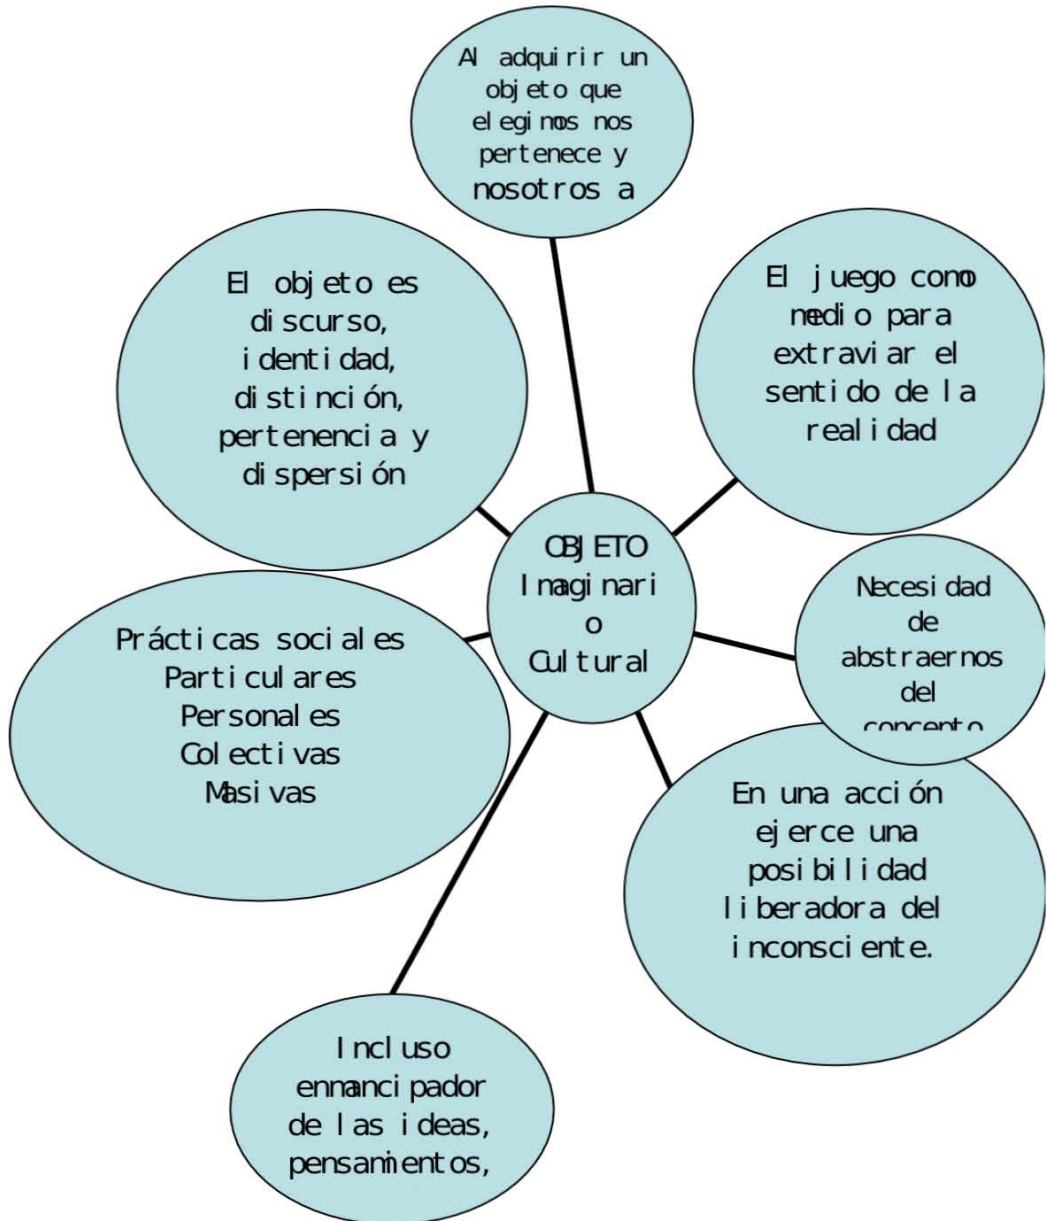 Al adquirir un
objeto que
elegimos nos
pertenece y
nosotros a
El objeto es
discurso,
identidad,
distinción,
pertenencia y
dispersión
El juego como
medio para
extraviar el
sentido de la
realidad
OBJETO
Imaginari
o
Cultural
Necesidad
de
abstraernos
del
concepto
Prácticas sociales
Particulares
Personales
Colectivas
Masivas
En una acción
ejerce una
posibilidad
liberadora del
inconsciente.
Incluso
enmancipador
de las ideas,
pensamientos,